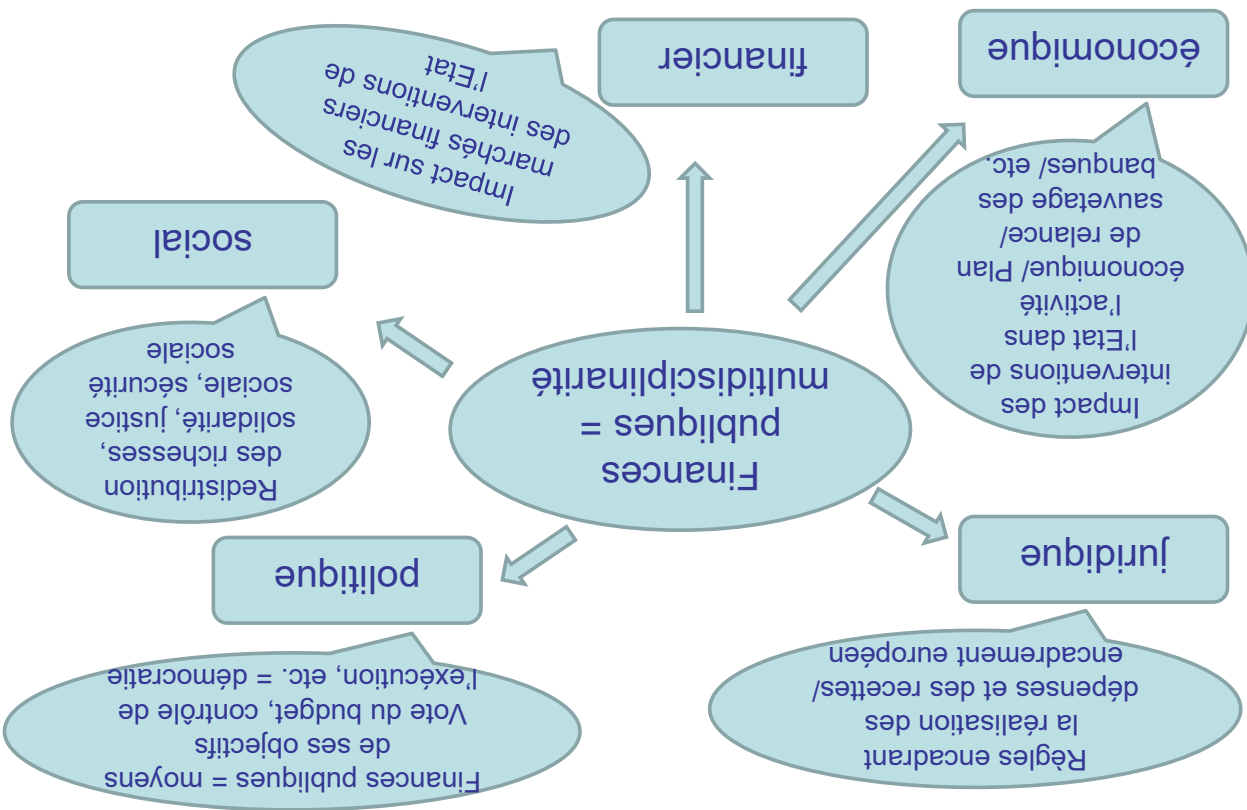 Règles encadrant
la réalisation des
dépenses et des recettes/
encadrement européen
Finances publiques = moyens
de ses objectifs
Vote du budget, contrôle de
l'exécution, etc. = démocratie
juridique
politique
Finances
publiques =
multidisciplinarité
Impact des
interventions de
l'Etat dans
l'activité
économique/ Plan
de relance/
sauvetage des
banques/ etc.
Redistribution
des richesses,
solidarité, justice
sociale, sécurité
sociale
social
Impact sur les
marchés financiers
des interventions de
l'Etat
économique
financier